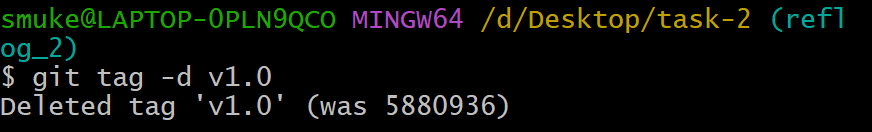 smuke@LAPTOP-0PLN9QCO MINGW64 /d/Desktop/task-2 (refl
og_2)
$ git tag -d v1.0
Deleted tag 'v1.0' (was 5880936)